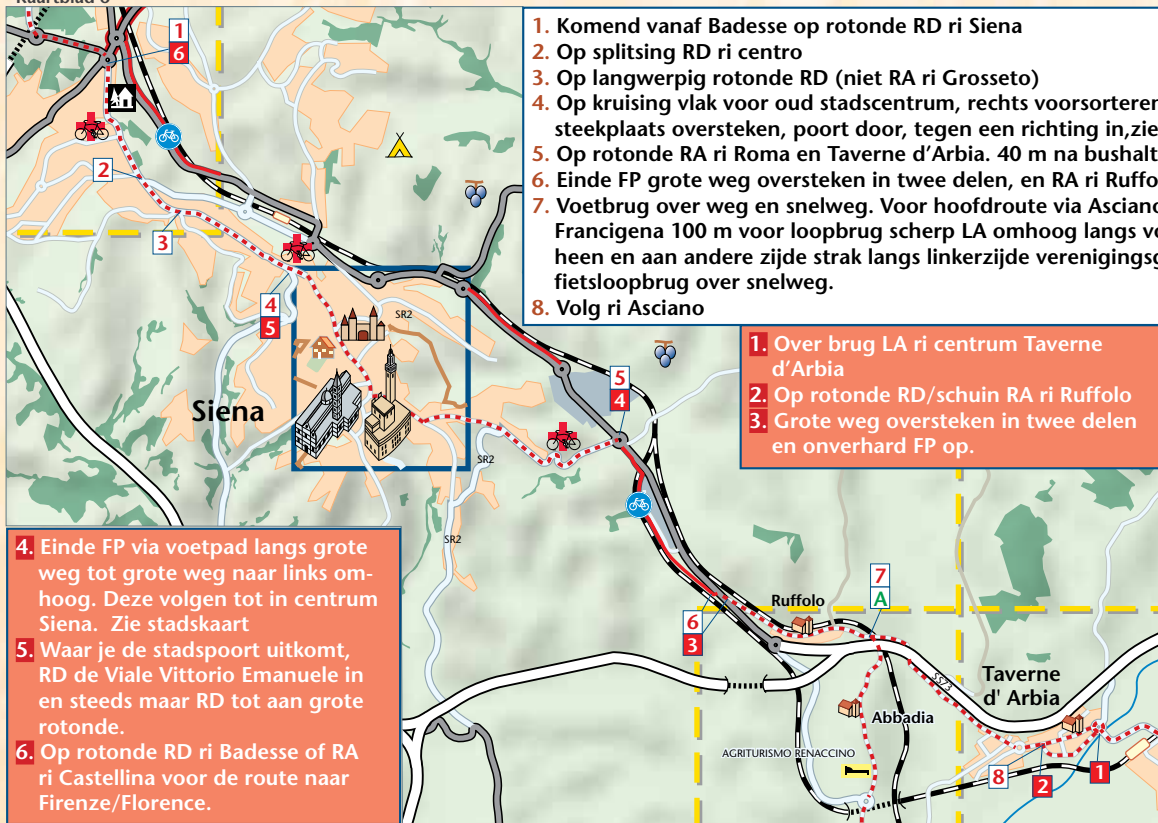 Kaartblad 6
1. Komend vanaf Badesse op rotonde RD ri Siena
2. Op splitsing RD ri centro
3. Op langwerpig rotonde RD (niet RA ri Grosseto)
4. Op kruising vlak voor oud stadscentrum, rechts voorsorteren
steekplaats oversteken, poort door, tegen een richting in,zie
5. Op rotonde RA ri Roma en Taverne d'Arbia. 40 m na bushalt
6. Einde FP grote weg oversteken in twee delen, en RA ri Ruffo
7. Voetbrug over weg en snelweg. Voor hoofdroute via Asciano
Francigena 100 m voor loopbrug scherp LA omhoog langs vo
heen en aan andere zijde strak langs linkerzijde verenigingsg
fietsloopbrug over snelweg.
8. Volg ri Asciano
1
6
2
3
4
5
SR2
Siena
5
4
SR2
SR2
1. Over brug LA ri centrum Taverne
d'Arbia
2. Op rotonde RD/schuin RA ri Ruffolo
3. Grote weg oversteken in twee delen
en onverhard FP op.
4. Einde FP via voetpad langs grote
weg tot grote weg naar links om-
hoog. Deze volgen tot in centrum
Siena. Zie stadskaart
5. Waar je de stadspoort uitkomt,
RD de Viale Vittorio Emanuele in
en steeds maar RD tot aan grote
rotonde.
6. Op rotonde RD ri Badesse of RA
ri Castellina voor de route naar
Firenze/Florence.
7
A
Ruffolo
6
3
SS73
Taverne
d' Arbia
Abbadia
AGRITURISMO RENACCINO
8
2
1